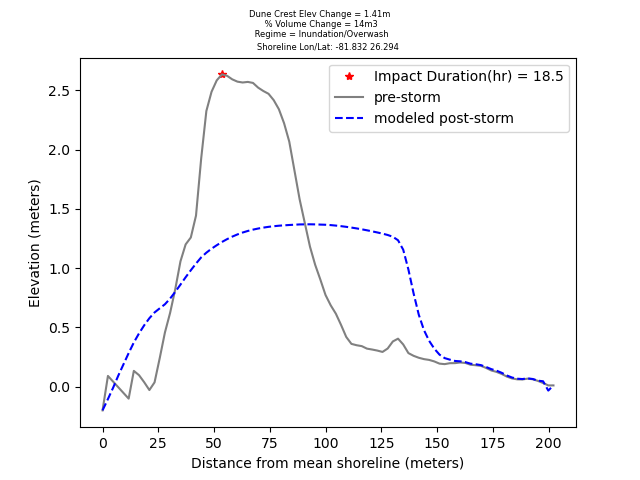 Dune Crest Elev Change = 1.41m
% Volume Change = 14m3
Regime = Inundation/Overwash
Shoreline Lon/Lat: -81.832 26.294
Impact Duration(hr) = 18.5
pre-storm
modeled post-storm
Elevation (meters)
2.5
2.0
1.5
1.0
0.5
0.0
0 25 50 75 100 125 150 175 200
Distance from mean shoreline (meters)